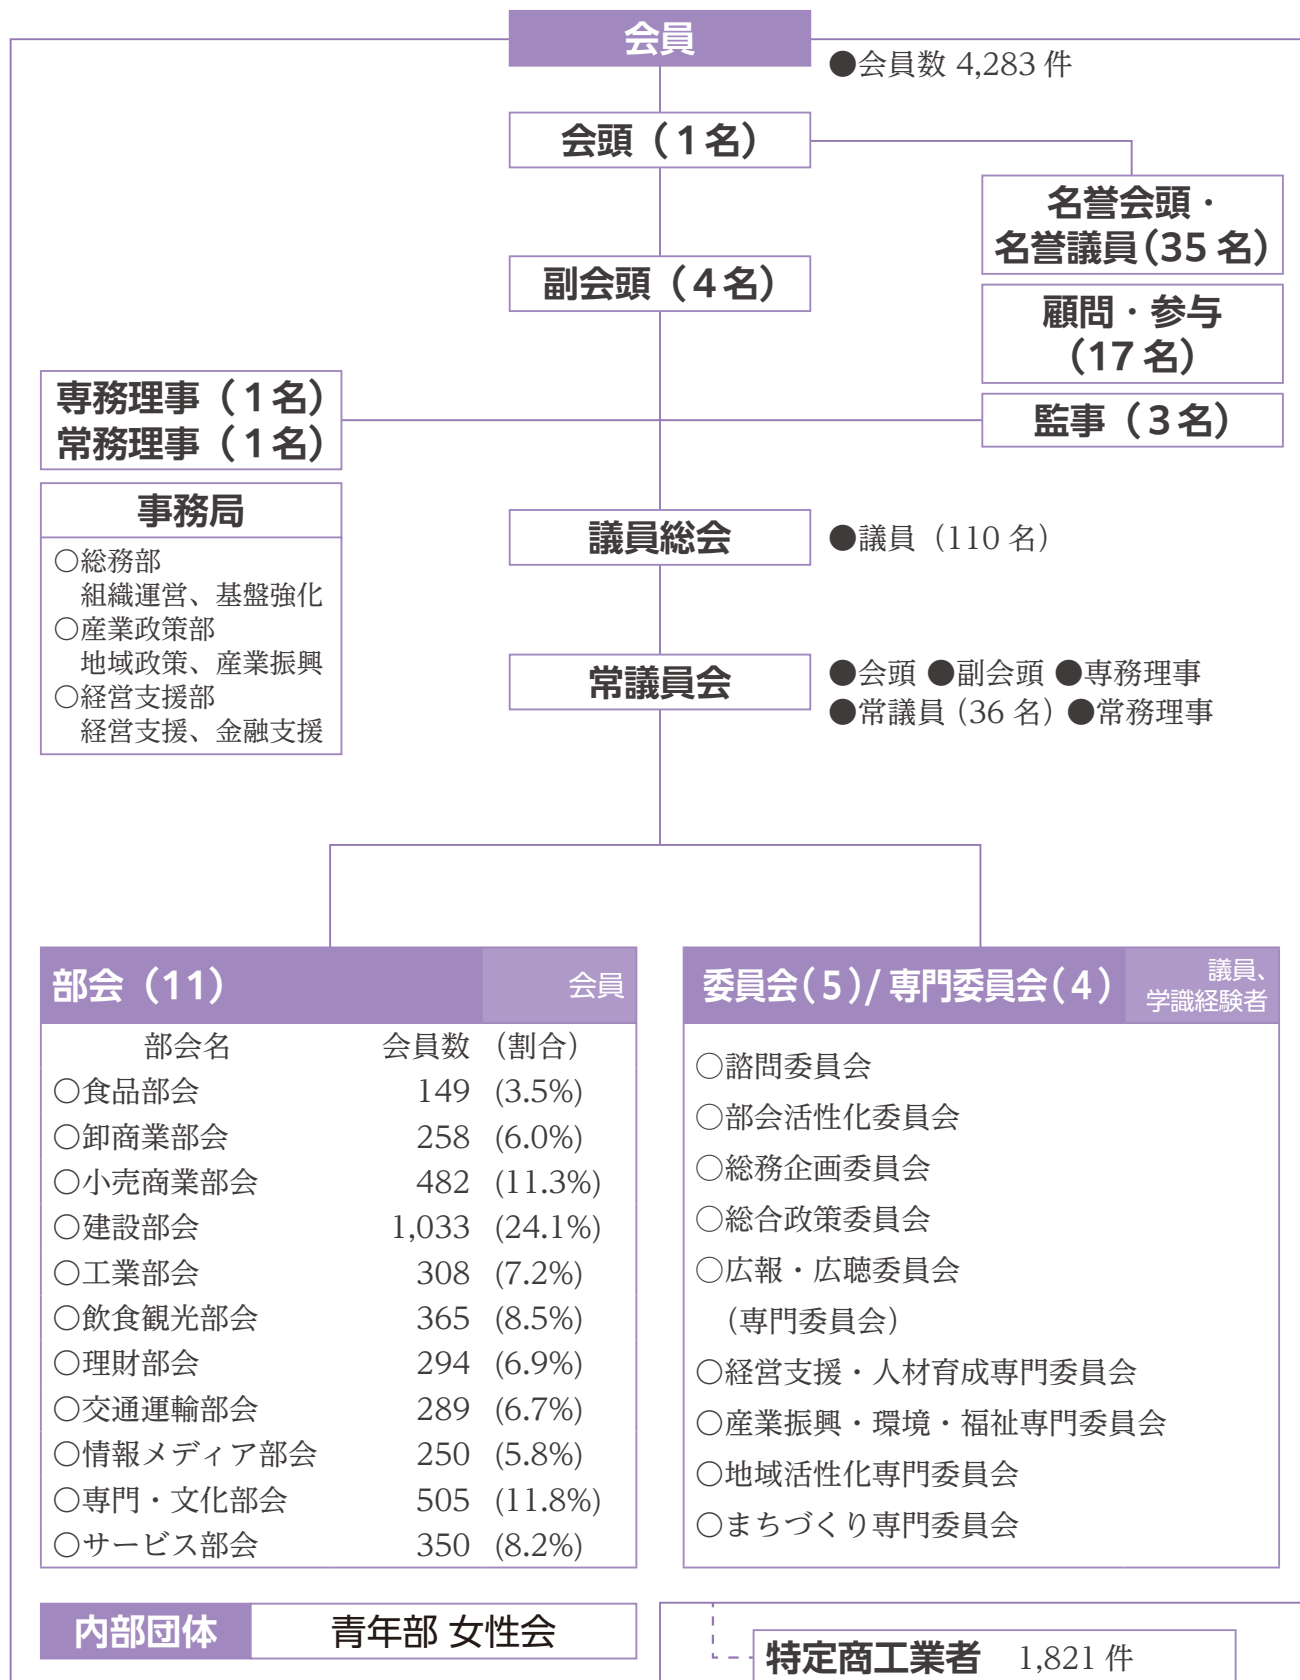 会員
●会員数 4,283 件
会頭（1名）
名誉会頭・
名誉議員（35 名）
副会頭（4名）
顧問・参与
（17 名）
専務理事（1名）
常務理事（1名）
監事（3名）
事務局
○総務部
組織運営、基盤強化
○産業政策部
地域政策、産業振興
○経営支援部
経営支援、金融支援
議員総会
●議員（110 名）
常議員会
●会頭 ●副会頭 ●専務理事
●常議員（36 名）●常務理事
部会（11） 会員
部会名 会員数 （割合）
○食品部会 149 (3.5%)
○卸商業部会 258 (6.0%)
○小売商業部会 482 (11.3%)
○建設部会 1,033 (24.1%)
○工業部会 308 (7.2%)
○飲食観光部会 365 (8.5%)
○理財部会 294 (6.9%)
○交通運輸部会 289 (6.7%)
○情報メディア部会 250 (5.8%)
○専門・文化部会 505 (11.8%)
○サービス部会 350 (8.2%)
委員会（5）/ 専門委員会（4）
議員、
学識経験者
○諮問委員会
○部会活性化委員会
○総務企画委員会
○総合政策委員会
○広報・広聴委員会
（専門委員会）
○経営支援・人材育成専門委員会
○産業振興・環境・福祉専門委員会
○地域活性化専門委員会
○まちづくり専門委員会
内部団体 青年部 女性会
特定商工業者 1,821 件